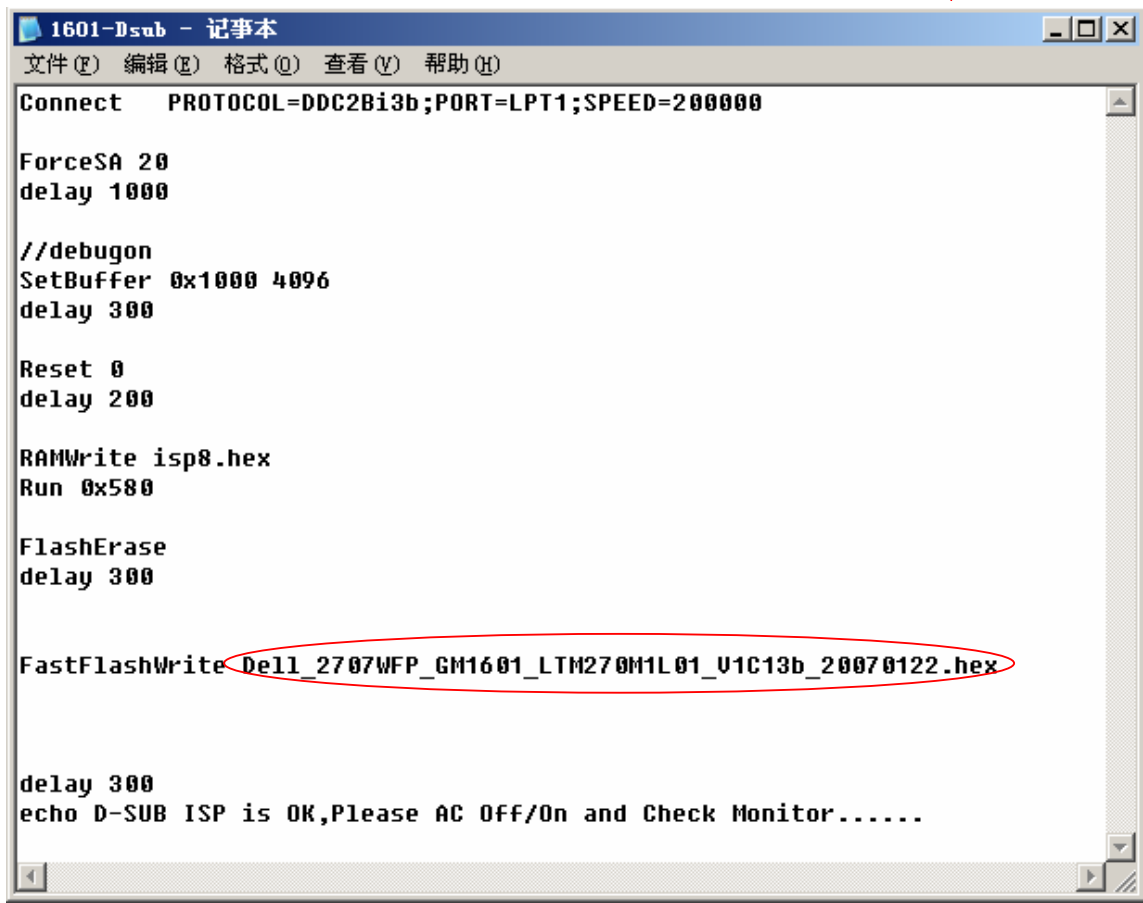 1601-Dsub - 记事本
文件(F) 编辑(E) 格式(O) 查看(V) 帮助(H)
Connect   PROTOCOL=DDC2Bi3b;PORT=LPT1;SPEED=200000
ForceSA 20
delay 1000
//debugon
SetBuffer 0x1000 4096
delay 300
Reset 0
delay 200
RAMWrite isp8.hex
Run 0x580
FlashErase
delay 300
FastFlashWrite Dell_2707WFP_GM1601_LTM270M1L01_V1C13b_20070122.hex
delay 300
echo D-SUB ISP is OK,Please AC Off/On and Check Monitor......